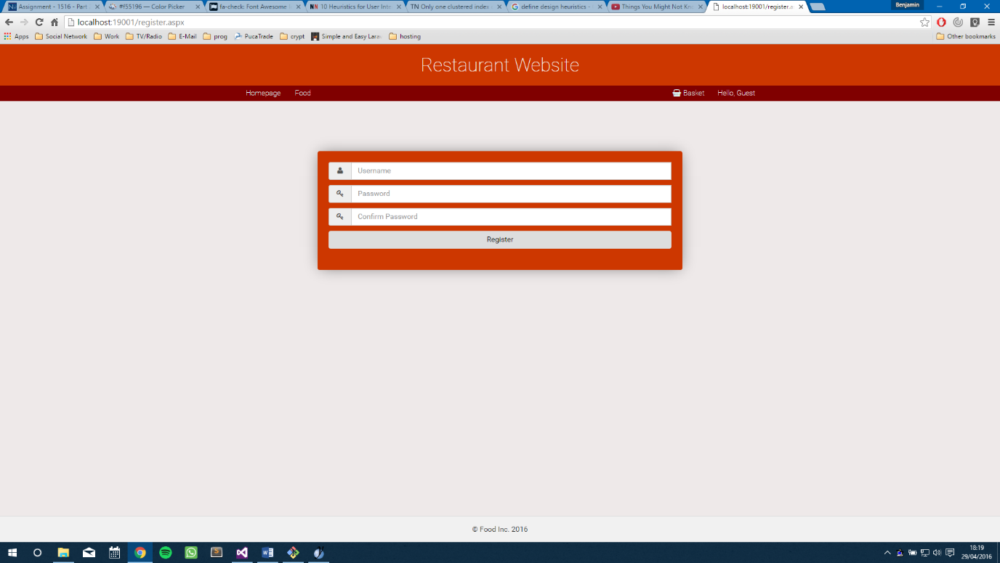 Assignment - 1516 - Part
#f55196 — Color Picker
fa-check: Font Awesome
NN 10 Heuristics for User Inte
TN Only one clustered index
G define design heuristics -
Things You Might Not Kno
localhost:19001/register.a
Benjamin
localhost:19001/register.aspx
Apps
Social Network
Work
TV/Radio
E-Mail
prog
PucaTrade
crypt
Simple and Easy Larav
hosting
Other bookmarks
Restaurant Website
Homepage
Food
Basket
Hello, Guest
Username
Password
Confirm Password
Register
© Food Inc. 2016
18:19
29/04/2016